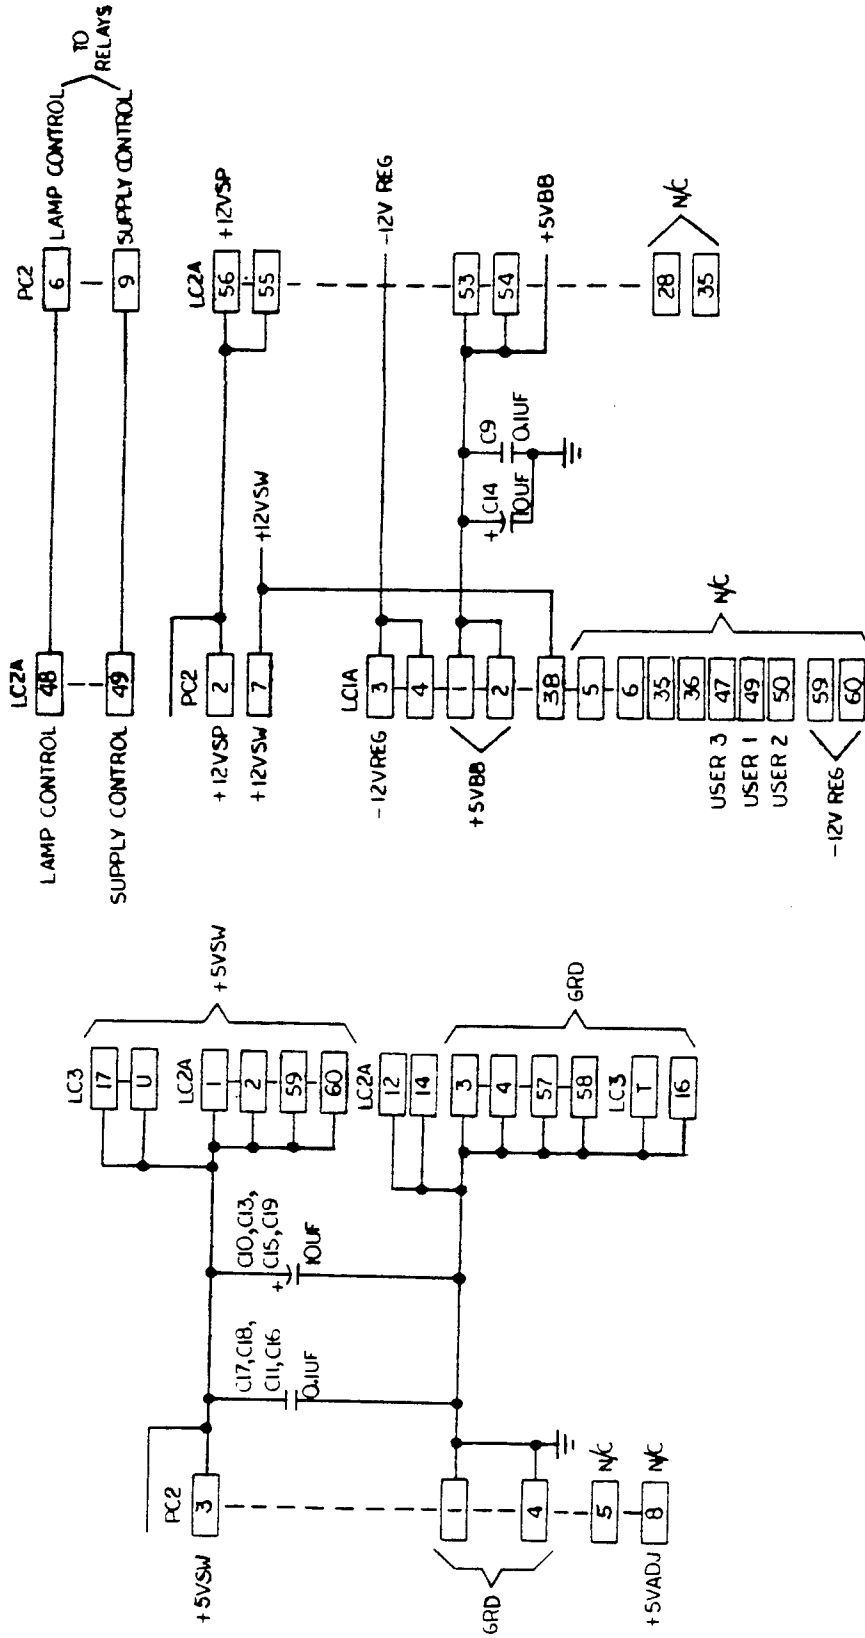 LC2A
PC2
LAMP CONTROL
48
6
LAMP CONTROL
TO RELAYS
SUPPLY CONTROL
49
9
SUPPLY CONTROL
PC2
LC2A
+12VSP
2
56
+12VSP
55
+12VSW
7
+12VSW
LC1A
-12VREG
3
-12V REG
4
+5VBB
1
53
2
54
+5VBB
+ C14
10UF
C9
0.1UF
38
28
N/C
35
5
N/C
6
35
36
USER 3
47
USER 1
49
USER 2
50
-12V REG
59
60
LC3
17
U
+5VSW
LC2A
1
2
59
60
PC2
+5VSW
3
C17,C18,
C11,C16
0.1UF
C10,C13,
C15,C19
+
10UF
LC2A
12
14
GRD
1
4
3
4
57
58
GRD
LC3
T
16
5
N/C
+5VADJ
8
N/C